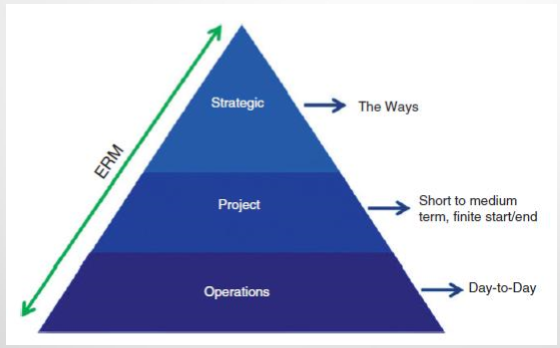 Strategic
The Ways
ERM
Project
Short to medium
term, finite start/end
Operations
Day-to-Day